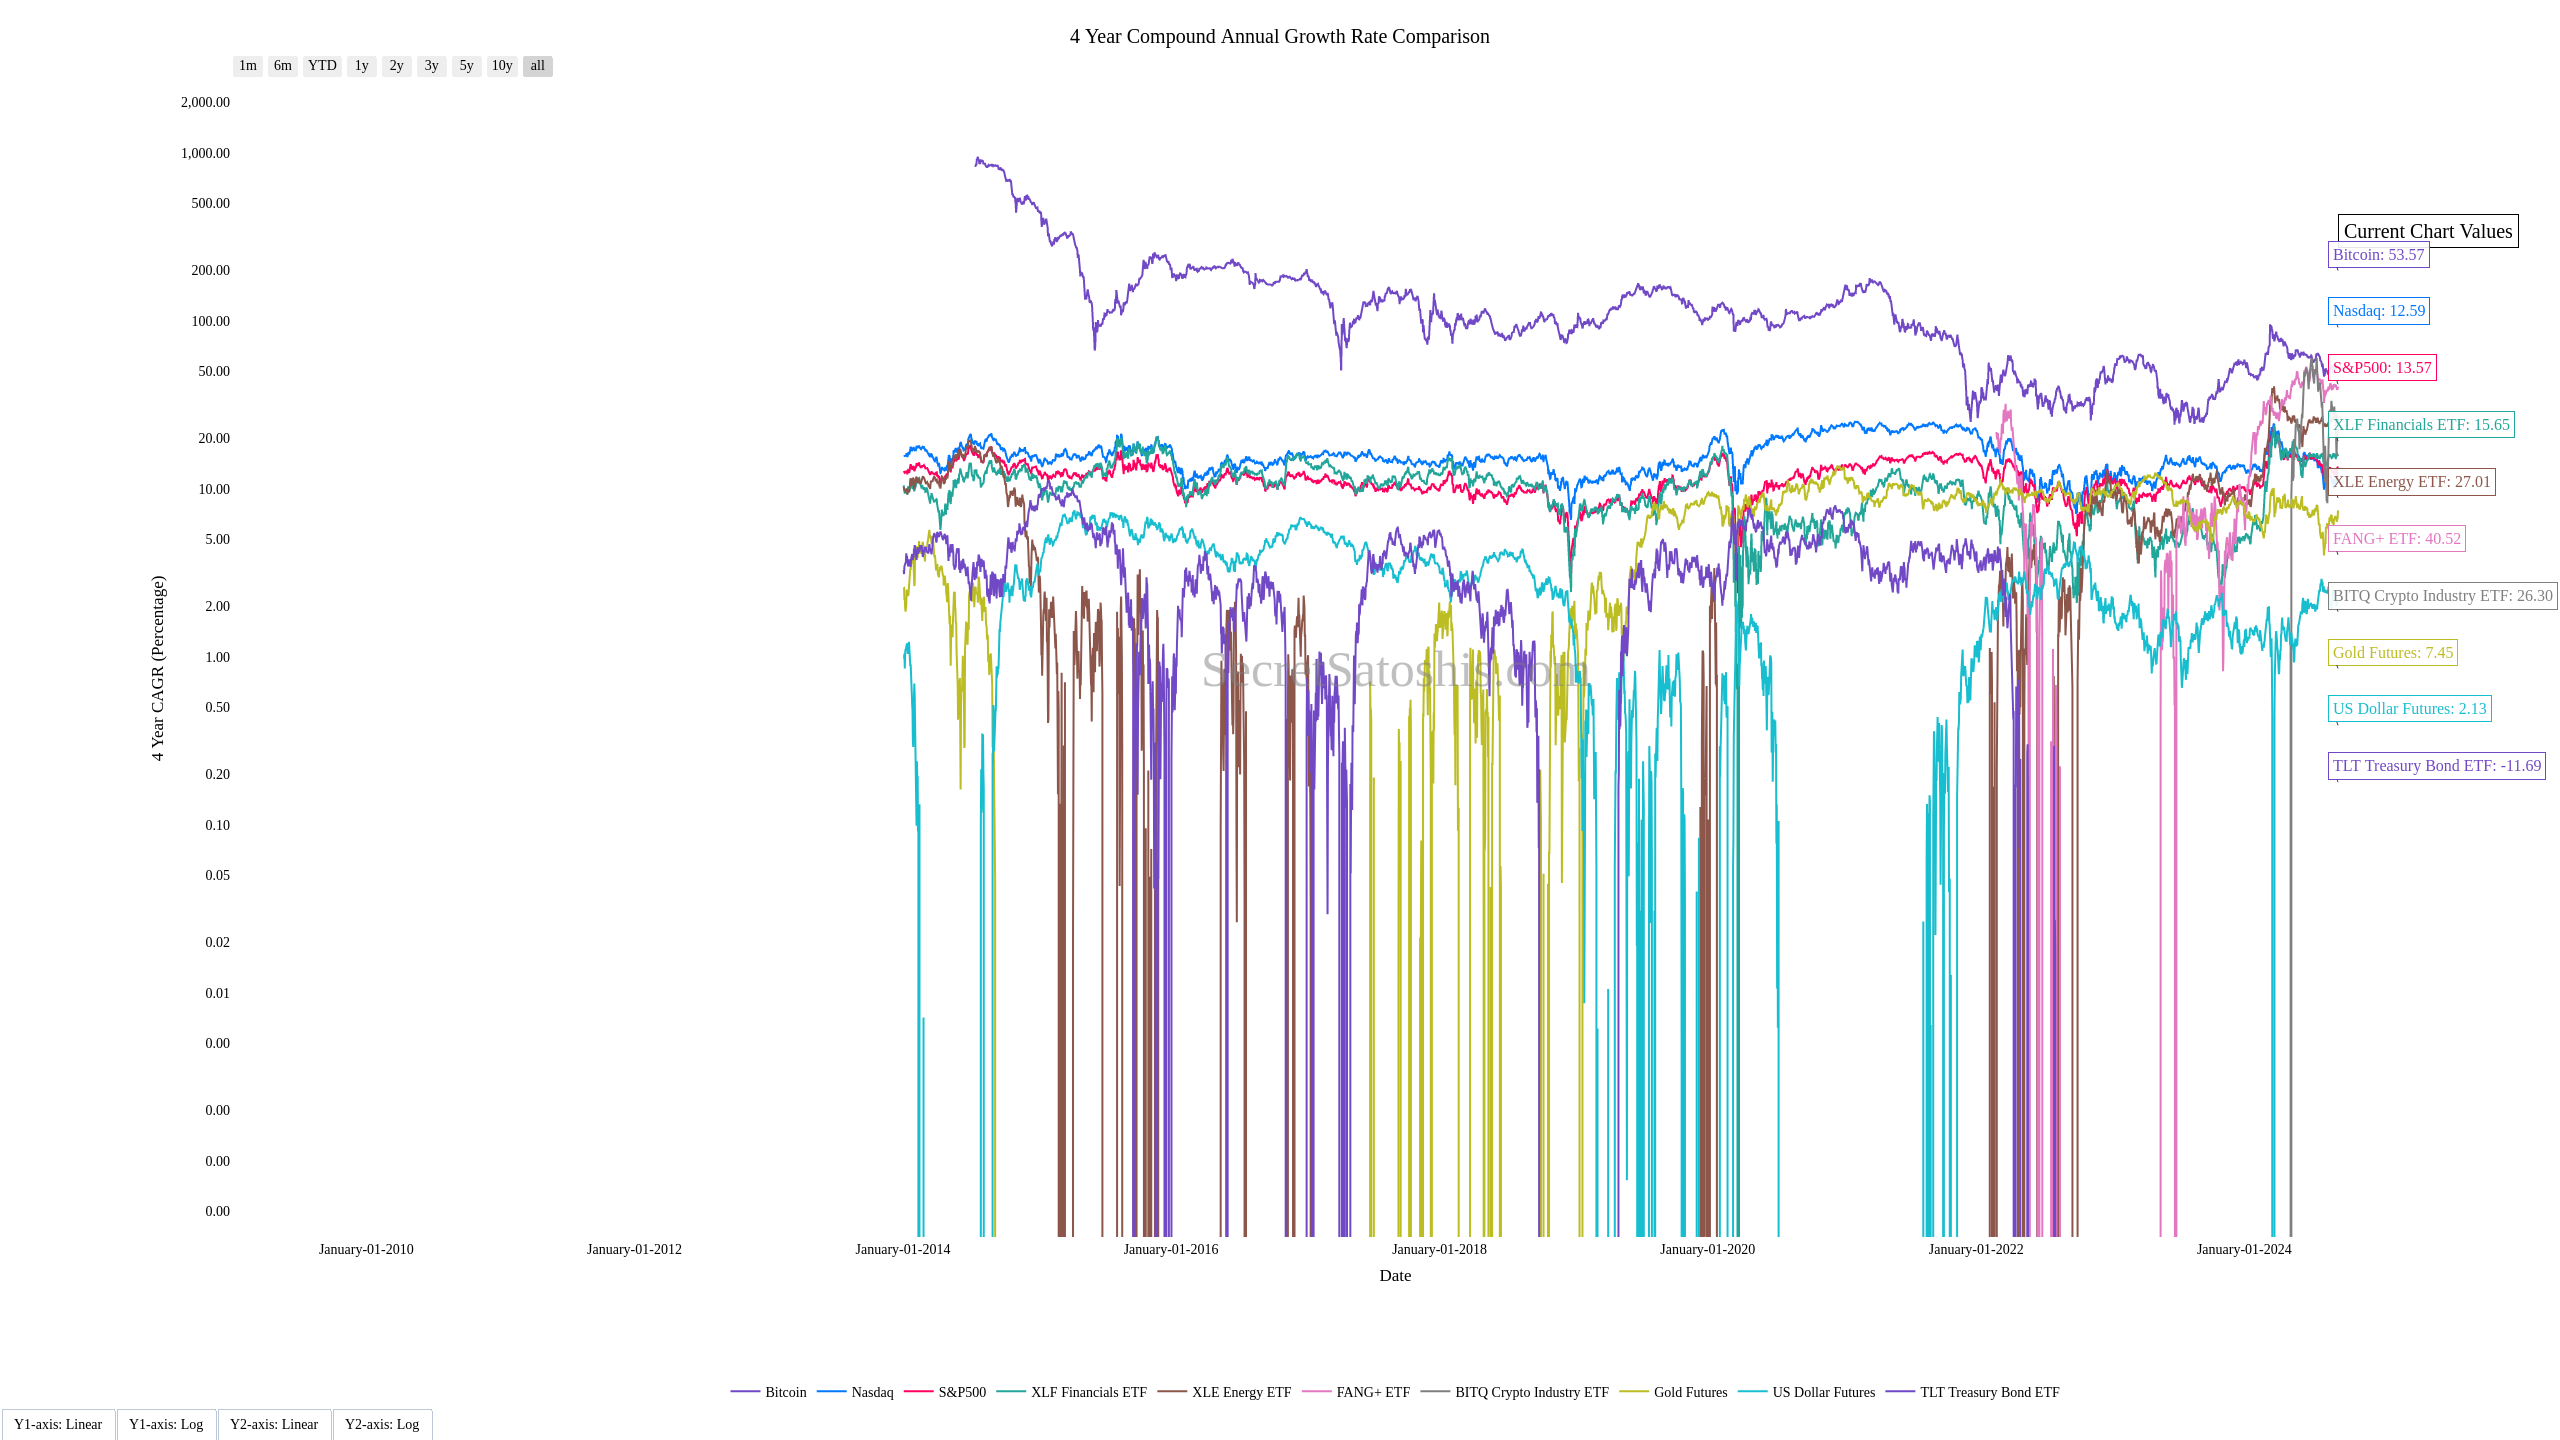 4 Year Compound Annual Growth Rate Comparison
1m 6m YTD 1y 2y 3y 5y 10y all
2,000.00
1,000.00
500.00
200.00
100.00
50.00
20.00
10.00
5.00
2.00
1.00
0.50
0.20
0.10
0.05
0.02
0.01
0.00
0.00
0.00
0.00
4 Year CAGR (Percentage)
SecretSatoshis.com
Current Chart Values
Bitcoin: 53.57
Nasdaq: 12.59
S&P500: 13.57
XLF Financials ETF: 15.65
XLE Energy ETF: 27.01
FANG+ ETF: 40.52
BITQ Crypto Industry ETF: 26.30
Gold Futures: 7.45
US Dollar Futures: 2.13
TLT Treasury Bond ETF: -11.69
January-01-2010 January-01-2012 January-01-2014 January-01-2016 January-01-2018 January-01-2020 January-01-2022 January-01-2024
Date
Bitcoin Nasdaq S&P500 XLF Financials ETF XLE Energy ETF FANG+ ETF BITQ Crypto Industry ETF Gold Futures US Dollar Futures TLT Treasury Bond ETF
Y1-axis: Linear Y1-axis: Log Y2-axis: Linear Y2-axis: Log